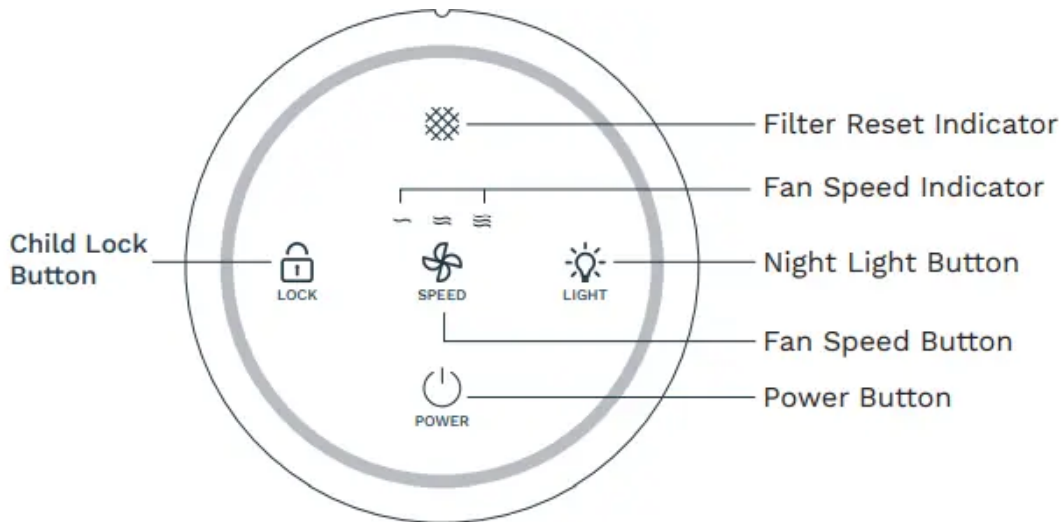 Filter Reset Indicator
Fan Speed Indicator
Child Lock
Button
LOCK
SPEED
LIGHT
Night Light Button
Fan Speed Button
POWER
Power Button